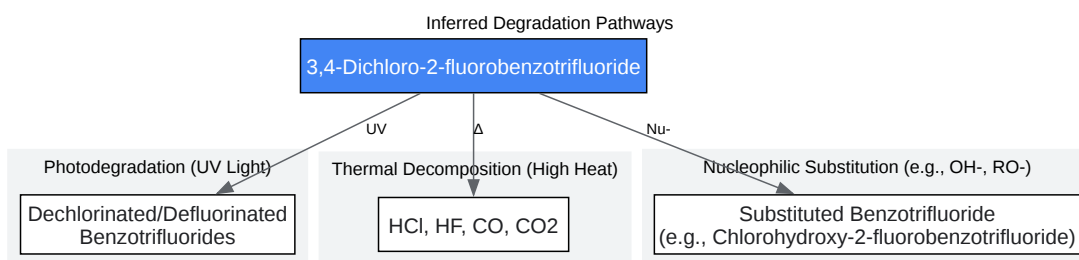 Inferred Degradation Pathways
3,4-Dichloro-2-fluorobenzotrifluoride
UV
Δ
Nu-
Photodegradation (UV Light)
Thermal Decomposition (High Heat)
Nucleophilic Substitution (e.g., OH-, RO-)
Dechlorinated/Defluorinated
Benzotrifluorides
HCl, HF, CO, CO2
Substituted Benzotrifluoride
(e.g., Chlorohydroxy-2-fluorobenzotrifluoride)